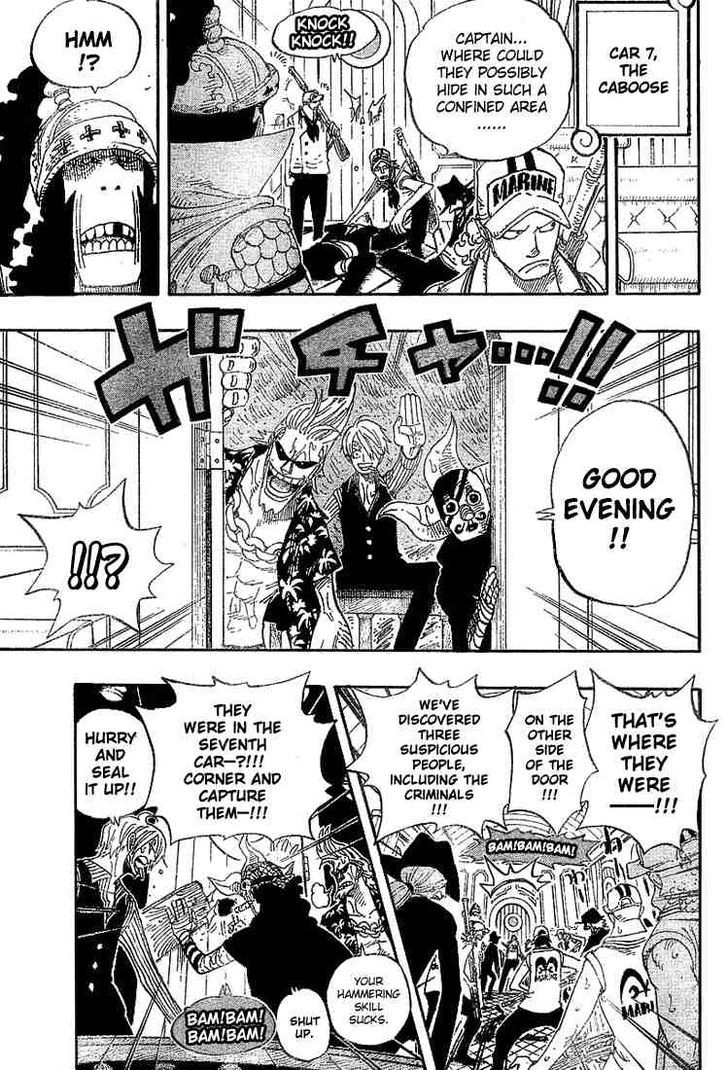 CAR 7,
THE
CABOOSE
CAPTAIN...
WHERE COULD
THEY POSSIBLY
HIDE IN SUCH A
CONFINED AREA
......
MARINE
KNOCK
KNOCK!!
HMM
!?
ガチャ...!!
GOOD
EVENING
!!
!!?
THAT'S
WHERE
THEY
WERE
——!!!
ON THE
OTHER
SIDE
OF THE
DOOR
!!!
WE'VE
DISCOVERED
THREE
SUSPICIOUS
PEOPLE,
INCLUDING THE
CRIMINALS
!!!
BAM!BAM!BAM!
MARINE
THEY
WERE IN THE
SEVENTH
CAR—?!!!
CORNER AND
CAPTURE
THEM—!!!
HURRY
AND
SEAL
IT UP!!
YOUR
HAMMERING
SKILL
SUCKS.
SHUT
UP.
BAM!BAM!
BAM!BAM!